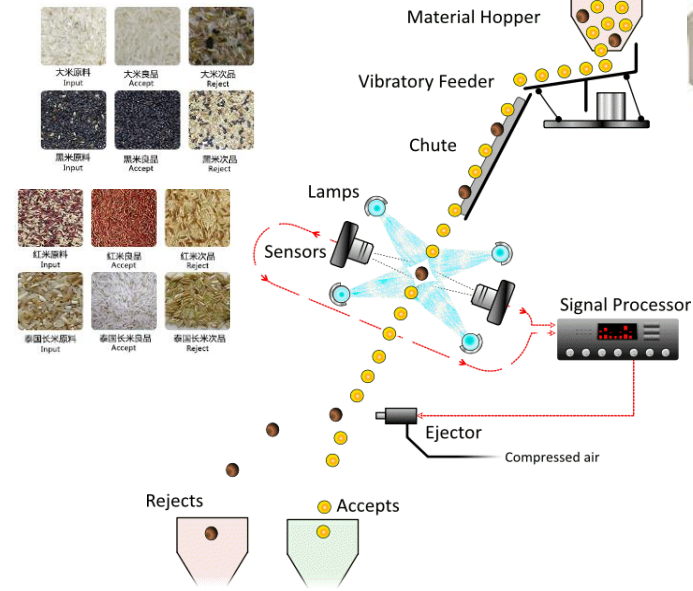 Material Hopper
大米原料
Input
大米良品
Accept
大米次品
Reject
Vibratory Feeder
黑米原料
Input
黑米良品
Accept
黑米次品
Reject
Chute
Lamps
红米原料
Input
红米良品
Accept
红米次品
Reject
Sensors
Signal Processor
泰国长米原料
Input
泰国长米良品
Accept
泰国长米次品
Reject
Ejector
Compressed air
Rejects
Accepts